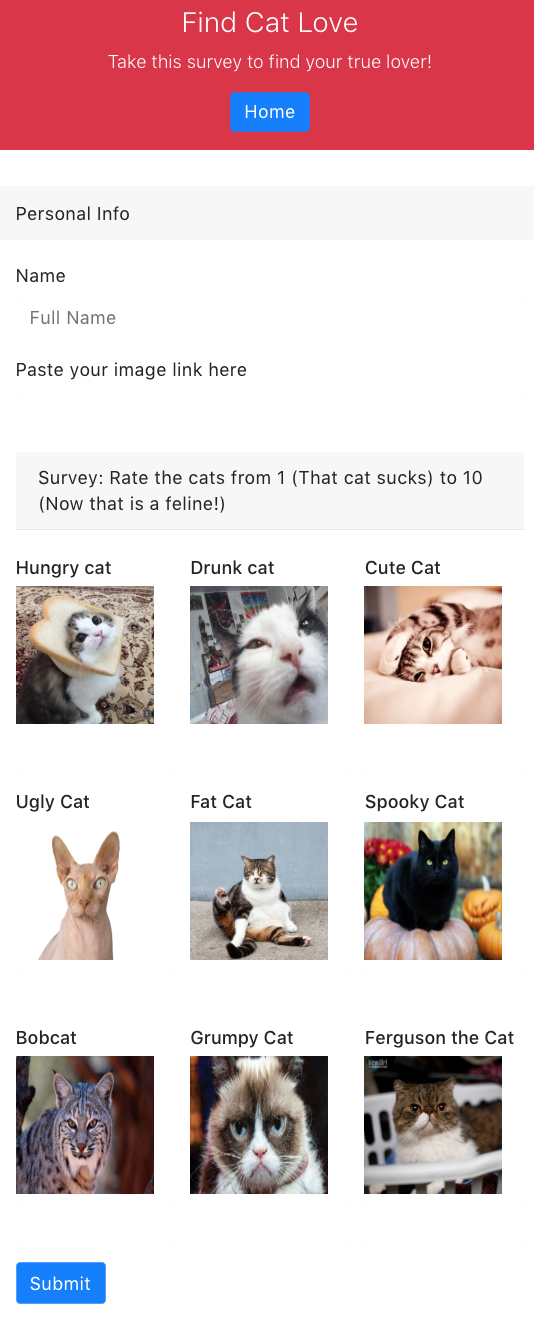 Find Cat Love
Take this survey to find your true lover!
Home
Personal Info
Name
Full Name
Paste your image link here
Survey: Rate the cats from 1 (That cat sucks) to 10
(Now that is a feline!)
Hungry cat
Drunk cat
Cute Cat
Ugly Cat
Fat Cat
Spooky Cat
Bobcat
Grumpy Cat
Ferguson the Cat
New Girl
Submit